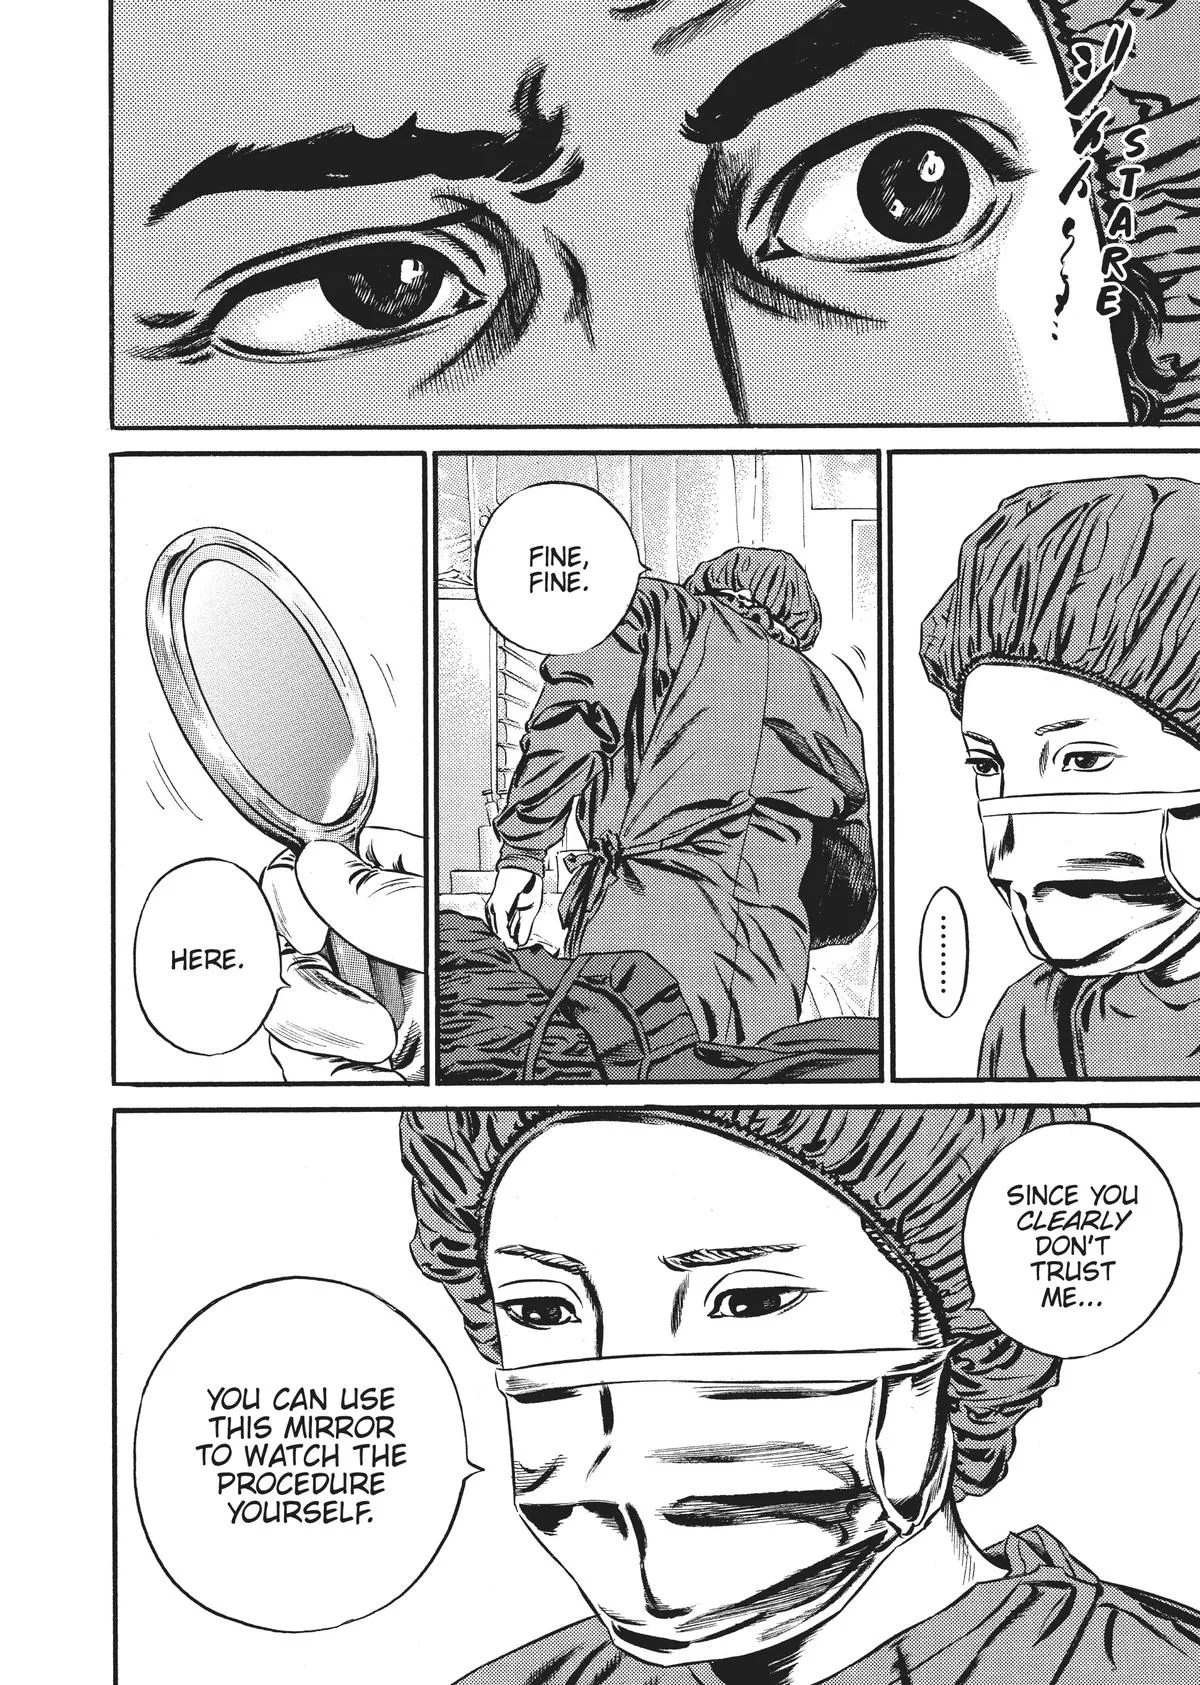 STARE
.........
FINE,
FINE.
HERE.
SINCE YOU
CLEARLY
DON'T
TRUST
ME...
YOU CAN USE
THIS MIRROR
TO WATCH THE
PROCEDURE
YOURSELF.